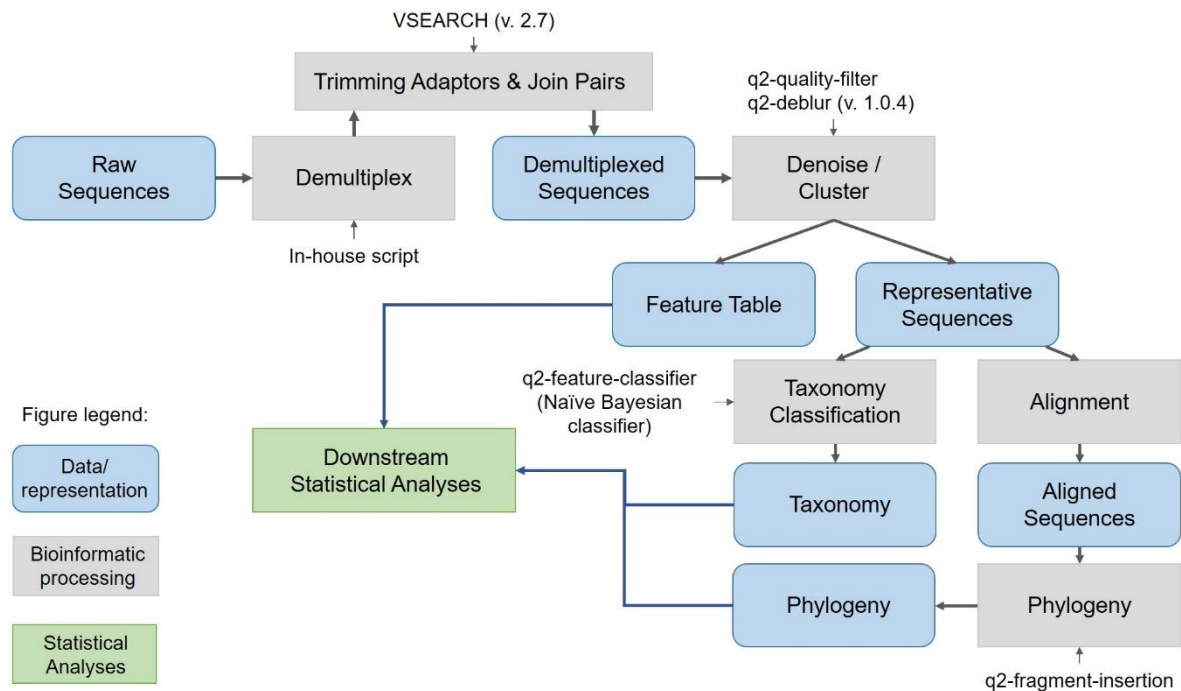 VSEARCH (v. 2.7)
Trimming Adaptors & Join Pairs
q2-quality-filter
q2-deblur (v. 1.0.4)
Raw
Sequences
Demultiplex
Demultiplexed
Sequences
Denoise /
Cluster
In-house script
Feature Table
Representative
Sequences
q2-feature-classifier
(Naïve Bayesian
classifier)
Taxonomy
Classification
Alignment
Figure legend:
Data/
representation
Downstream
Statistical Analyses
Taxonomy
Aligned
Sequences
Bioinformatic
processing
Phylogeny
Phylogeny
Statistical
Analyses
q2-fragment-insertion